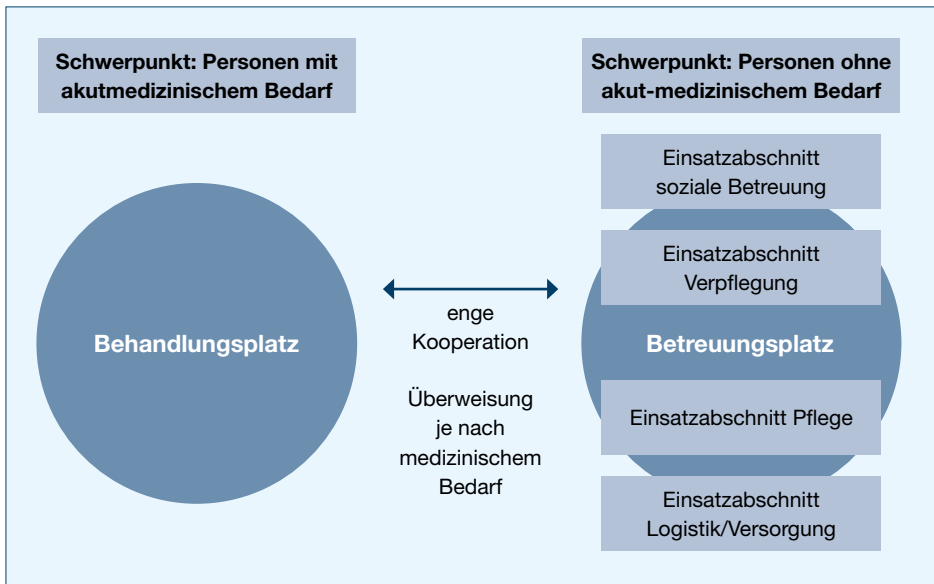 Schwerpunkt: Personen mit
akutmedizinischem Bedarf
Behandlungsplatz
enge
Kooperation
Überweisung
je nach
medizinischem
Bedarf
Schwerpunkt: Personen ohne
akut-medizinischem Bedarf
Einsatzabschnitt
soziale Betreuung
Einsatzabschnitt
Verpflegung
Betreuungsplatz
Einsatzabschnitt Pflege
Einsatzabschnitt
Logistik/Versorgung